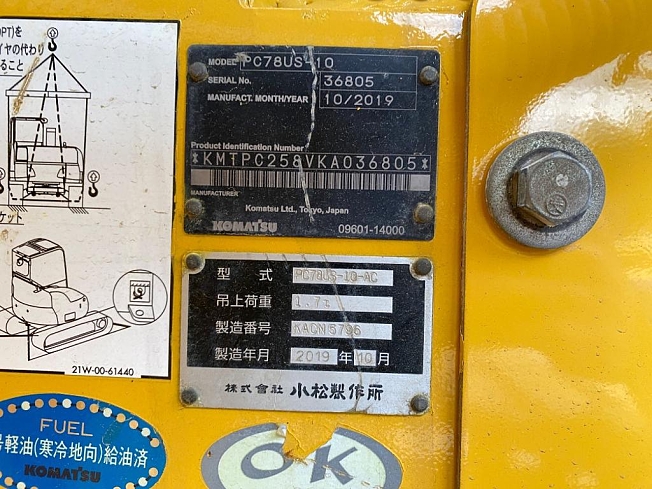 PT)を
イヤの代わり
ること
ケット
21W-00-61440
MODEL PC78US-10
SERIAL No. 36805
MANUFACT. MONTH/YEAR 10/2019
Product Identification Number
*KMTPC258VKA036805*
MANUFACTURER
Komatsu Ltd., Tokyo, Japan
KOMATSU 09601-14000
型式 PC78US-10-AC
吊上荷重 1.7t
製造番号 KACN5796
製造年月 2019年10月
株式會社 小松製作所
FUEL
号軽油(寒冷地向)給油済
KOMATSU
OK